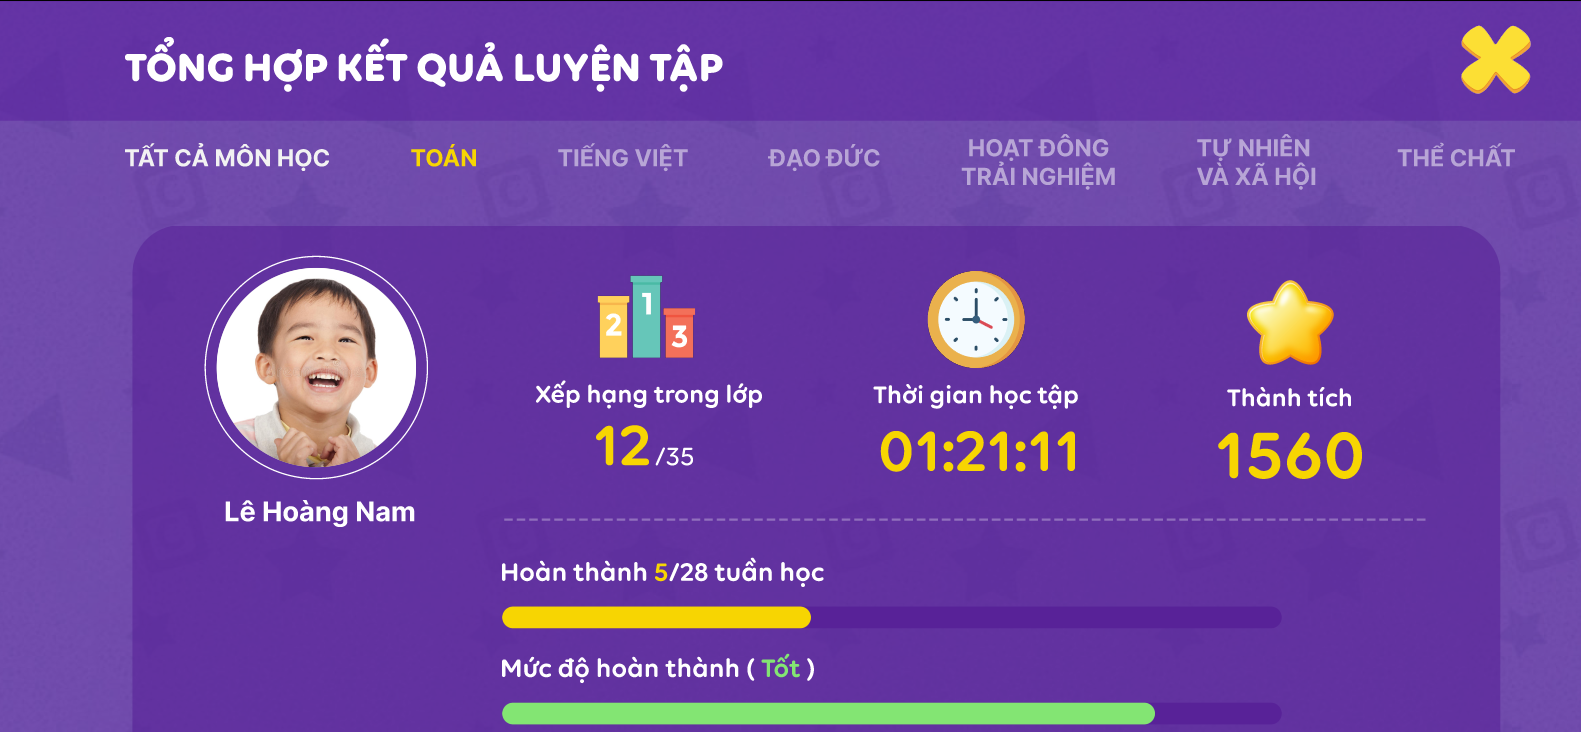 TỔNG HỢP KẾT QUẢ LUYỆN TẬP
TẤT CẢ MÔN HỌC
TOÁN
TIẾNG VIỆT
ĐẠO ĐỨC
HOẠT ĐÔNG
TRẢI NGHIỆM
TỰ NHIÊN
VÀ XÃ HỘI
THỂ CHẤT
2 1 3
Xếp hạng trong lớp
12/35
Thời gian học tập
01:21:11
Thành tích
1560
Lê Hoàng Nam
Hoàn thành 5/28 tuần học
Mức độ hoàn thành ( Tốt )